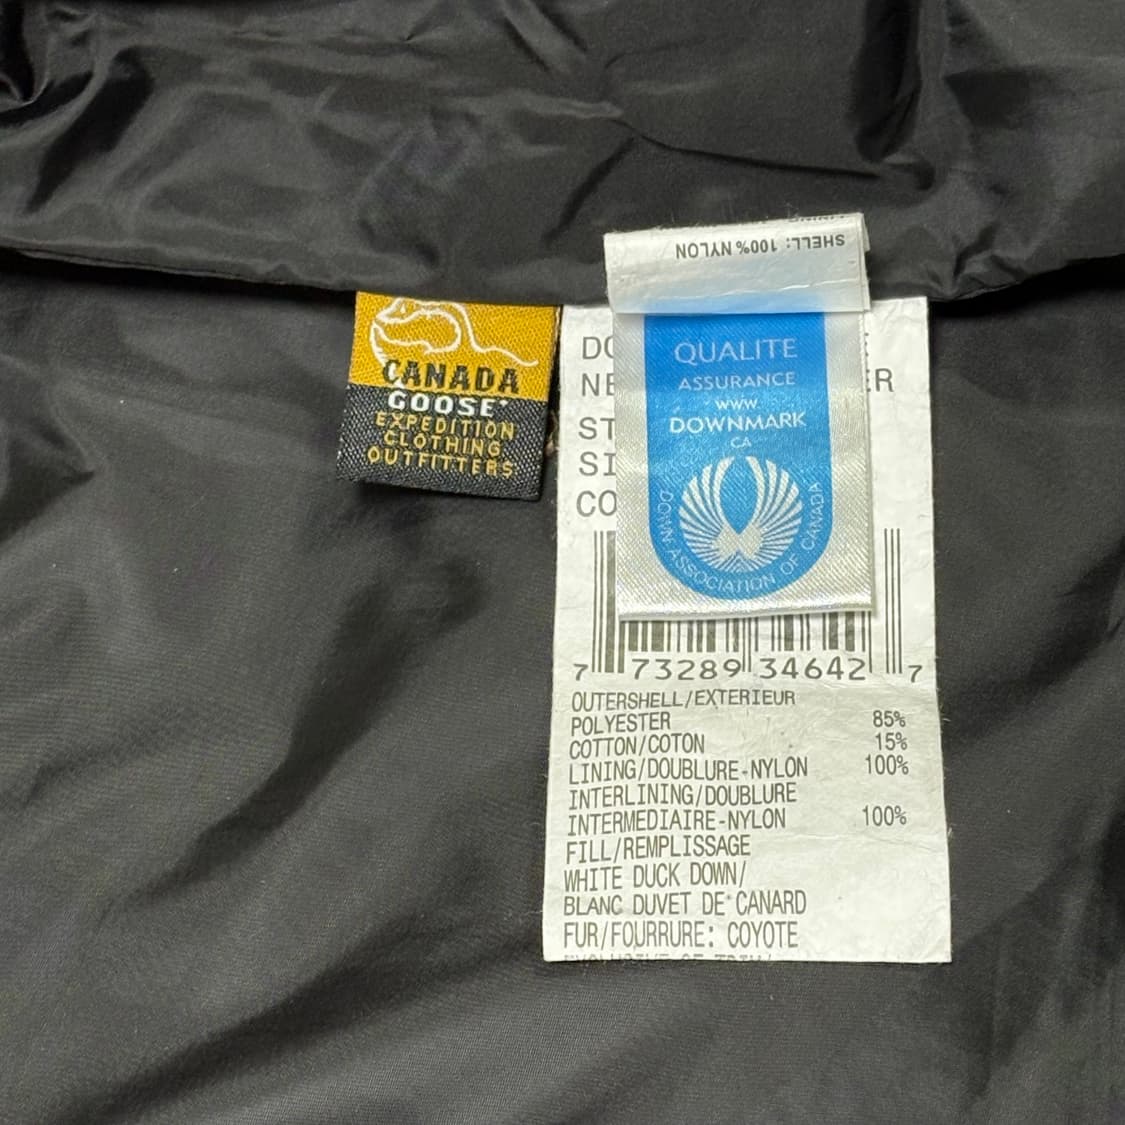 SHELL: 100% NYLON
CANADA
GOOSE
EXPEDITION
CLOTHING
OUTFITTERS
QUALITE
ASSURANCE
www
DOWNMARK
CA
DOWN ASSOCIATION OF CANADA
7 73289 34642 7
OUTERSHELL/EXTERIEUR
POLYESTER 85%
COTTON/COTON 15%
LINING/DOUBLURE-NYLON 100%
INTERLINING/DOUBLURE
INTERMEDIAIRE-NYLON 100%
FILL/REMPLISSAGE
WHITE DUCK DOWN/
BLANC DUVET DE CANARD
FUR/FOURRURE: COYOTE